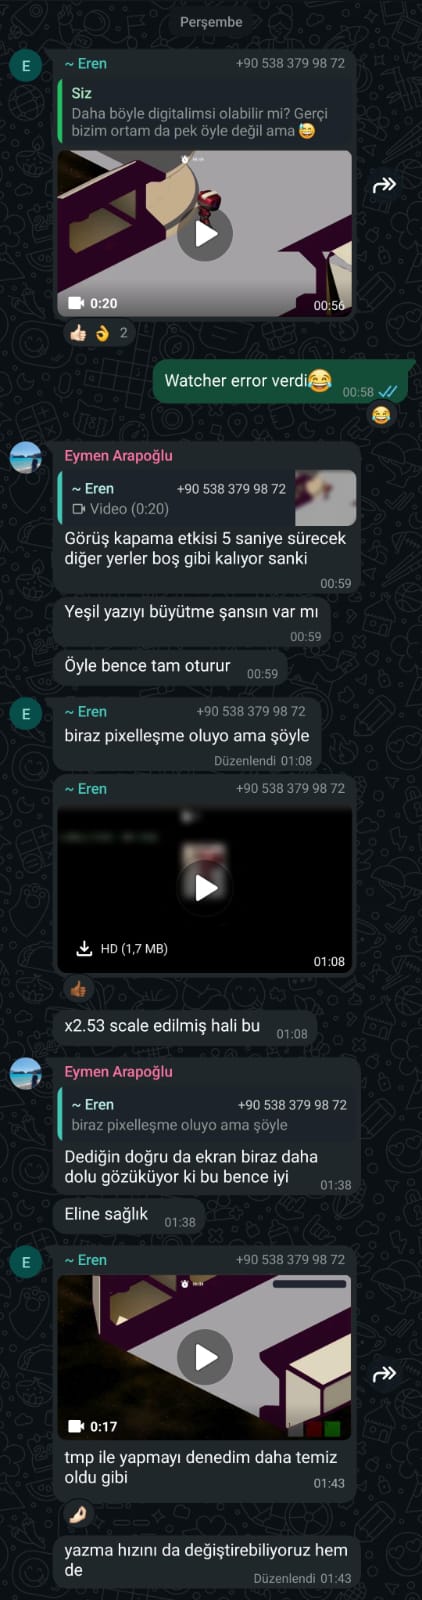 Perşembe
E
~ Eren +90 538 379 98 72
Siz
Daha böyle digitalimsi olabilir mi? Gerçi
bizim ortam da pek öyle değil ama 😅
0:20
00:56
👍🏻 👌 2
Watcher error verdi😂
00:58
😂
Eymen Arapoğlu
~ Eren +90 538 379 98 72
Video (0:20)
Görüş kapama etkisi 5 saniye sürecek
diğer yerler boş gibi kalıyor sanki
00:59
Yeşil yazıyı büyütme şansın var mı
00:59
Öyle bence tam oturur 00:59
E
~ Eren +90 538 379 98 72
biraz pixelleşme oluyo ama şöyle
Düzenlendi 01:08
~ Eren +90 538 379 98 72
HD (1,7 MB)
01:08
x2.53 scale edilmiş hali bu 01:08
Eymen Arapoğlu
~ Eren +90 538 379 98 72
biraz pixelleşme oluyo ama şöyle
Dediğin doğru da ekran biraz daha
dolu gözüküyor ki bu bence iyi 01:38
Eline sağlık 01:38
E
~ Eren +90 538 379 98 72
0:17
tmp ile yapmayı denedim daha temiz
oldu gibi 01:43
yazma hızını da değiştirebiliyoruz hem
de Düzenlendi 01:43